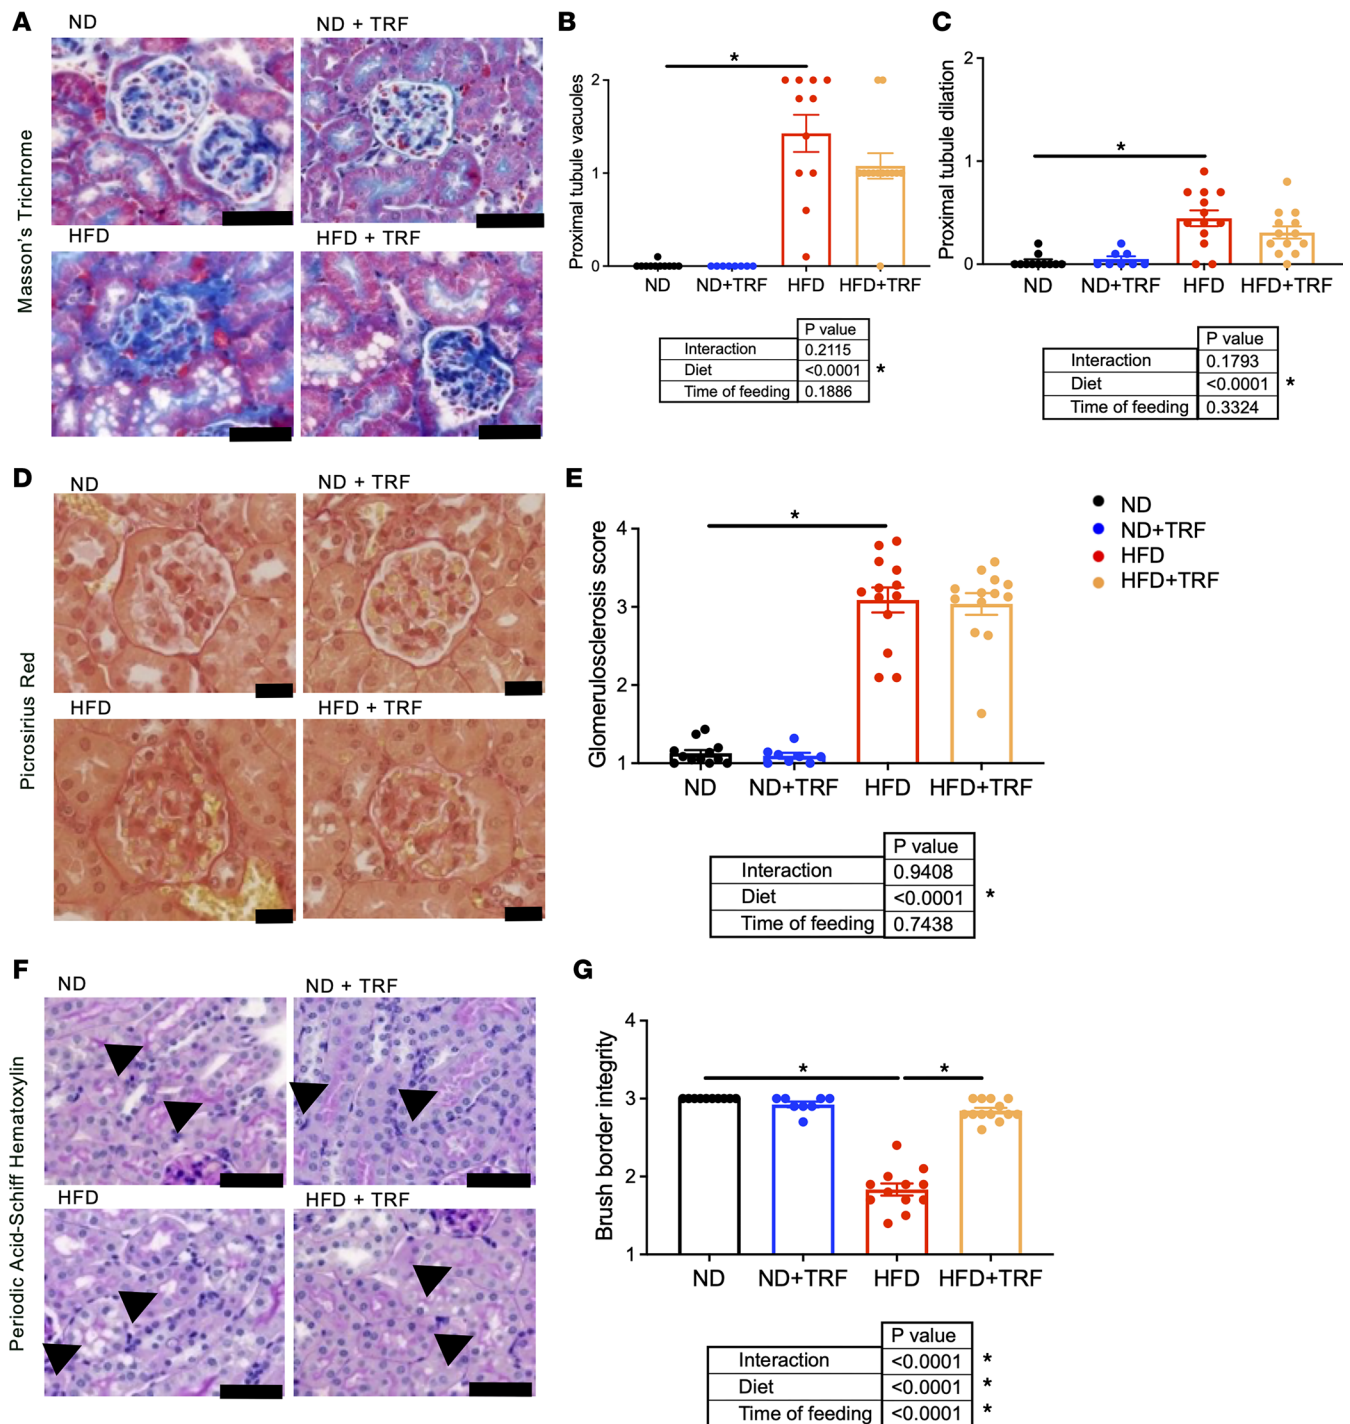 A
ND
ND + TRF
HFD
HFD + TRF
Masson's Trichrome
B
Proximal tubule vacuoles
2
1
0
*
ND
ND+TRF
HFD
HFD+TRF
P value
Interaction 0.2115
Diet <0.0001 *
Time of feeding 0.1886
C
Proximal tubule dilation
2
1
0
*
ND
ND+TRF
HFD
HFD+TRF
P value
Interaction 0.1793
Diet <0.0001 *
Time of feeding 0.3324
D
ND
ND + TRF
HFD
HFD + TRF
Picrosirius Red
E
Glomerulosclerosis score
4
3
2
1
*
ND
ND+TRF
HFD
HFD+TRF
P value
Interaction 0.9408
Diet <0.0001 *
Time of feeding 0.7438
ND
ND+TRF
HFD
HFD+TRF
F
ND
ND + TRF
HFD
HFD + TRF
Periodic Acid-Schiff Hematoxylin
G
Brush border integrity
4
3
2
1
*
*
ND
ND+TRF
HFD
HFD+TRF
P value
Interaction <0.0001 *
Diet <0.0001 *
Time of feeding <0.0001 *